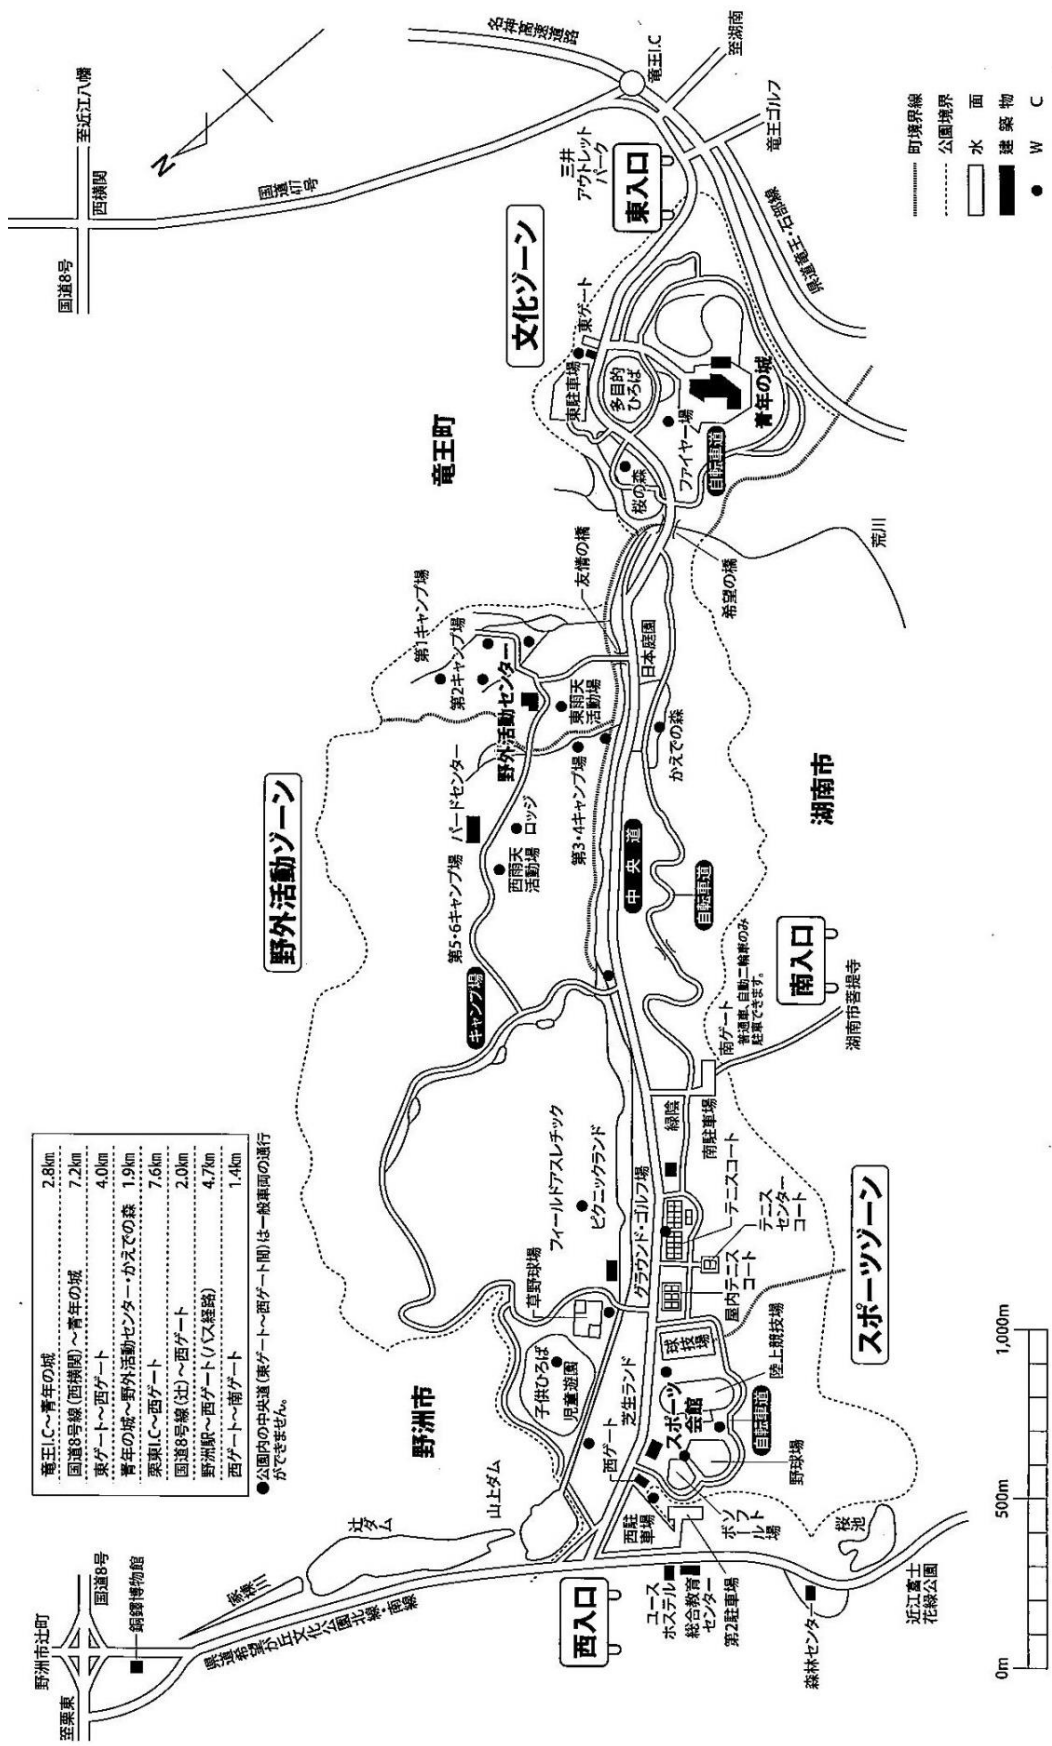 竜王I.C〜青年の城 2.8km
国道8号線(西横関)〜青年の城 7.2km
東ゲート〜西ゲート 4.0km
青年の城〜野外活動センター・かえでの森 1.9km
栗東I.C〜西ゲート 7.6km
国道8号線(辻)〜西ゲート 2.0km
野洲駅〜西ゲート(バス経路) 4.7km
西ゲート〜南ゲート 1.4km
●公園内の中央道(東ゲート〜西ゲート間)は一般車両の通行
ができません。
野洲市辻町
至栗東
国道8号
銅鐸博物館
家棟川
県道希望が丘文化公園北線・南線
辻ダム
山上ダム
野洲市
西入口
ユース
ホステル
総合教育
センター
第2駐車場
西駐
車場
西ゲート
森林センター
桜池
近江富士
花緑公園
ソフト
ボール
場
野球場
スポーツ
会館
自転車道
陸上競技場
球技場
芝生ランド
子供ひろば
児童遊園
草野球場
グラウンド・ゴルフ場
屋内テニス
コート
テニス
センター
コート
テニスコート
スポーツゾーン
フィールドアスレチック
ピクニックランド
緑陰
南駐車場
南ゲート
普通車、自動二輪車のみ
駐車できます。
南入口
湖南市菩提寺
キャンプ場
野外活動ゾーン
第5・6キャンプ場
西雨天
活動場
ロッジ
バードセンター
第3・4キャンプ場
中央道
自転車道
湖南市
かえでの森
野外活動センター
東雨天
活動場
第2キャンプ場
第1キャンプ場
日本庭園
友情の橋
希望の橋
荒川
竜王町
桜の森
ファイヤー場
自転車道
青年の城
多目的
ひろば
東駐車場
東ゲート
文化ゾーン
東入口
三井
アウトレット
パーク
県道竜王・石部線
竜王ゴルフ
至湖南
竜王I.C
名神高速道路
国道477号
国道8号
西横関
至近江八幡
N
町境界線
公園境界
水面
建築物
W C
0m 500m 1,000m